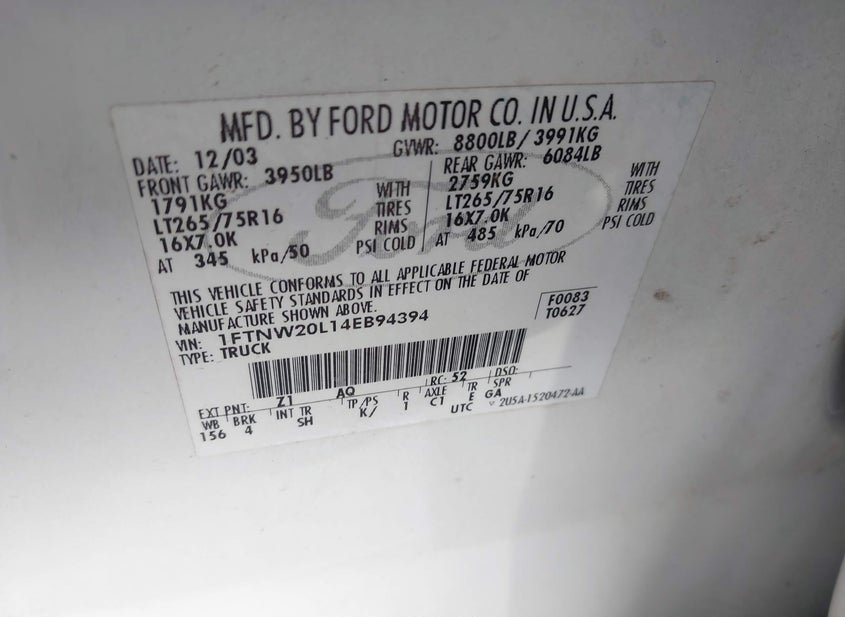 MFD. BY FORD MOTOR CO. IN U.S.A.
DATE: 12/03 GVWR: 8800LB/ 3991KG
FRONT GAWR: 3950LB REAR GAWR: 6084LB
1791KG WITH 2759KG WITH
LT265/75R16 TIRES LT265/75R16 TIRES
16X7.0K RIMS 16X7.0K RIMS
AT 345 kPa/50 PSI COLD AT 485 kPa/70 PSI COLD
Ford
THIS VEHICLE CONFORMS TO ALL APPLICABLE FEDERAL MOTOR
VEHICLE SAFETY STANDARDS IN EFFECT ON THE DATE OF
MANUFACTURE SHOWN ABOVE.
VIN: 1FTNW20L14EB94394
TYPE: TRUCK
F0083
T0627
EXT PNT: Z1 AQ RC: 52 DSO:
WB BRK INT TR TP/PS R AXLE TR SPR
156 4 SH K/ 1 C1 E GA
UTC
V 2U5A-1520472-AA